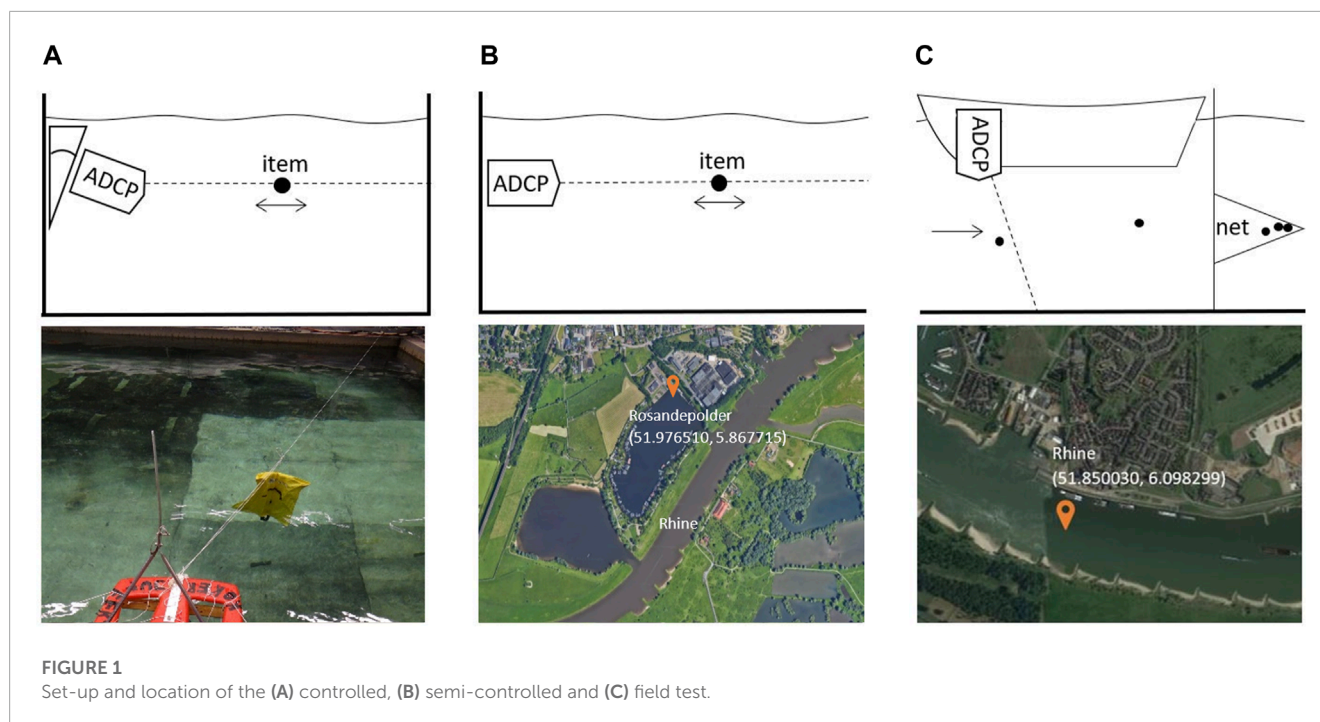 A
B
C
ADCP
item
ADCP
item
ADCP
net
Rosandepolder
(51.976510, 5.867715)
Rhine
Rhine
(51.850030, 6.098299)
FIGURE 1
Set-up and location of the (A) controlled, (B) semi-controlled and (C) field test.